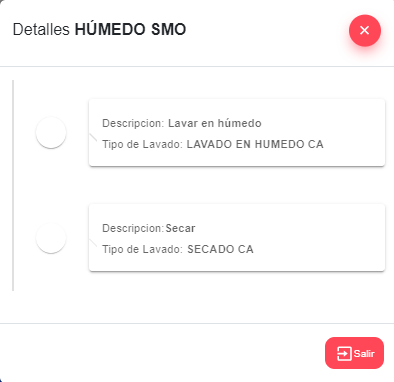 Detalles HÚMEDO SMO
Descripcion: Lavar en húmedo
Tipo de Lavado: LAVADO EN HUMEDO CA
Descripcion:Secar
Tipo de Lavado: SECADO CA
Salir